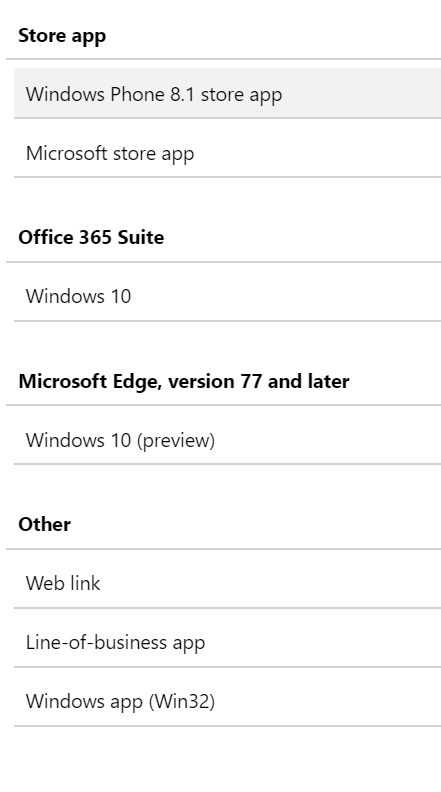 Store app
Windows Phone 8.1 store app
Microsoft store app
Office 365 Suite
Windows 10
Microsoft Edge, version 77 and later
Windows 10 (preview)
Other
Web link
Line-of-business app
Windows app (Win32)